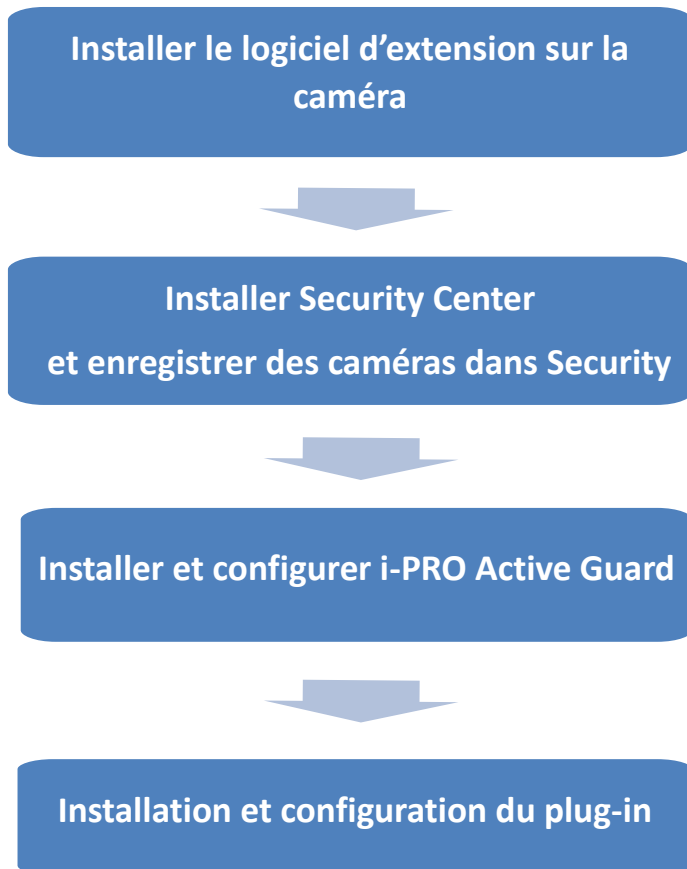 Installer le logiciel d’extension sur la
caméra
Installer Security Center
et enregistrer des caméras dans Security
Installer et configurer i-PRO Active Guard
Installation et configuration du plug-in